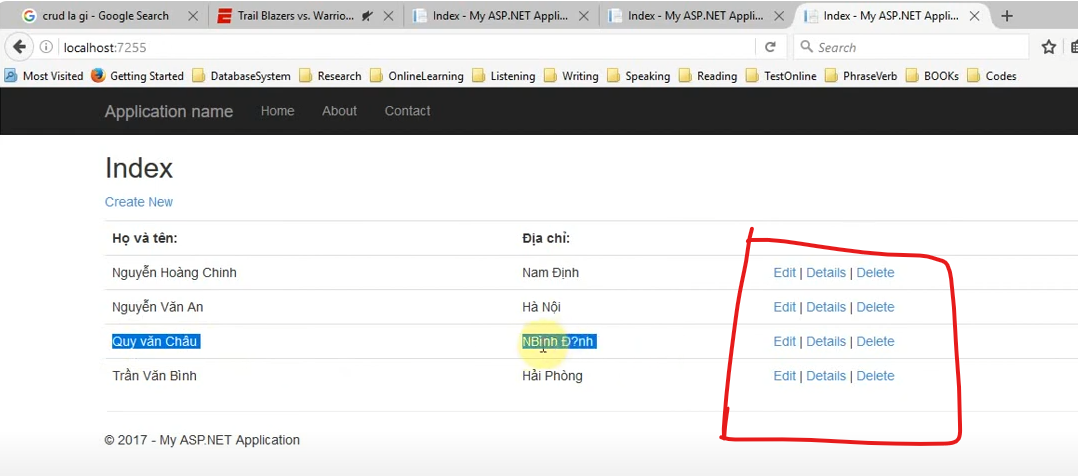 crud la gi - Google Search
Trail Blazers vs. Warrio...
Index - My ASP.NET Appli...
Index - My ASP.NET Appli...
Index - My ASP.NET Applic...
localhost:7255
Search
Most Visited Getting Started DatabaseSystem Research OnlineLearning Listening Writing Speaking Reading TestOnline PhraseVerb BOOKs Codes
Application name Home About Contact
Index
Create New
Họ và tên: Địa chỉ:
Nguyễn Hoàng Chinh Nam Định Edit | Details | Delete
Nguyễn Văn An Hà Nội Edit | Details | Delete
Quy văn Châu NBình Đ?nh Edit | Details | Delete
Trần Văn Bình Hải Phòng Edit | Details | Delete
© 2017 - My ASP.NET Application